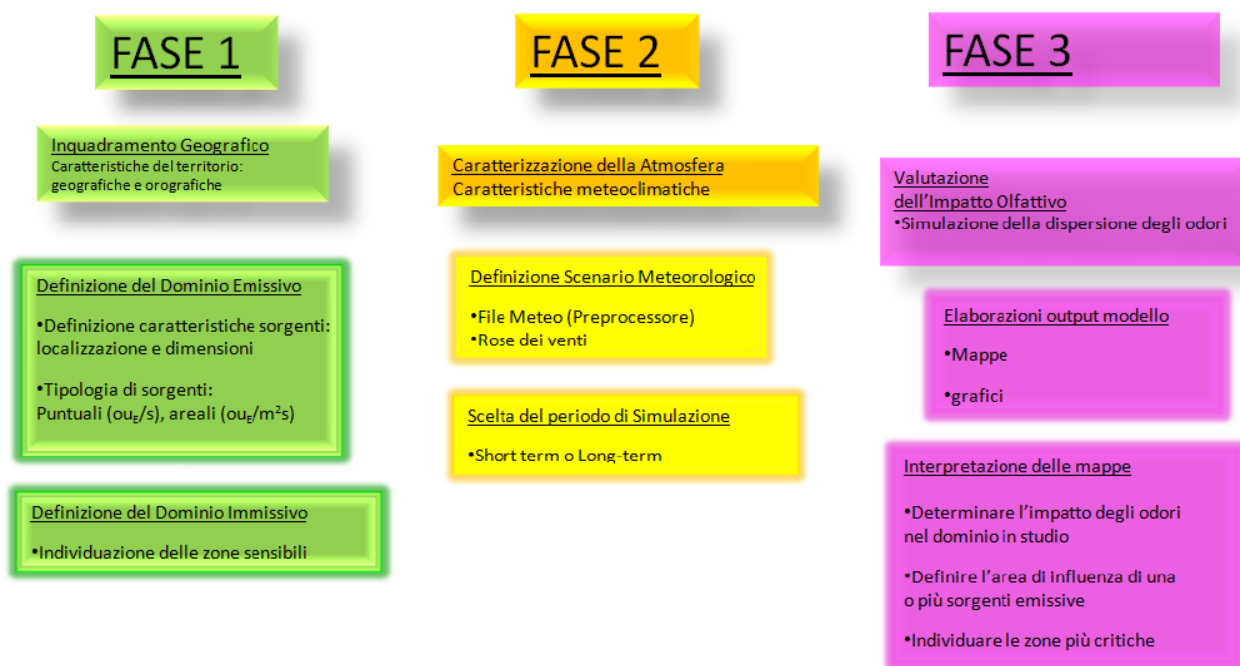 FASE 1
Inquadramento Geografico
Caratteristiche del territorio:
geografiche e orografiche
Definizione del Dominio Emissivo
•Definizione caratteristiche sorgenti:
localizzazione e dimensioni
•Tipologia di sorgenti:
Puntuali (ouE/s), areali (ouE/m²s)
Definizione del Dominio Immissivo
•Individuazione delle zone sensibili
FASE 2
Caratterizzazione della Atmosfera
Caratteristiche meteoclimatiche
Definizione Scenario Meteorologico
•File Meteo (Preprocessore)
•Rose dei venti
Scelta del periodo di Simulazione
•Short term o Long-term
FASE 3
Valutazione
dell'Impatto Olfattivo
•Simulazione della dispersione degli odori
Elaborazioni output modello
•Mappe
•grafici
Interpretazione delle mappe
•Determinare l'impatto degli odori
nel dominio in studio
•Definire l'area di influenza di una
o più sorgenti emissive
•Individuare le zone più critiche